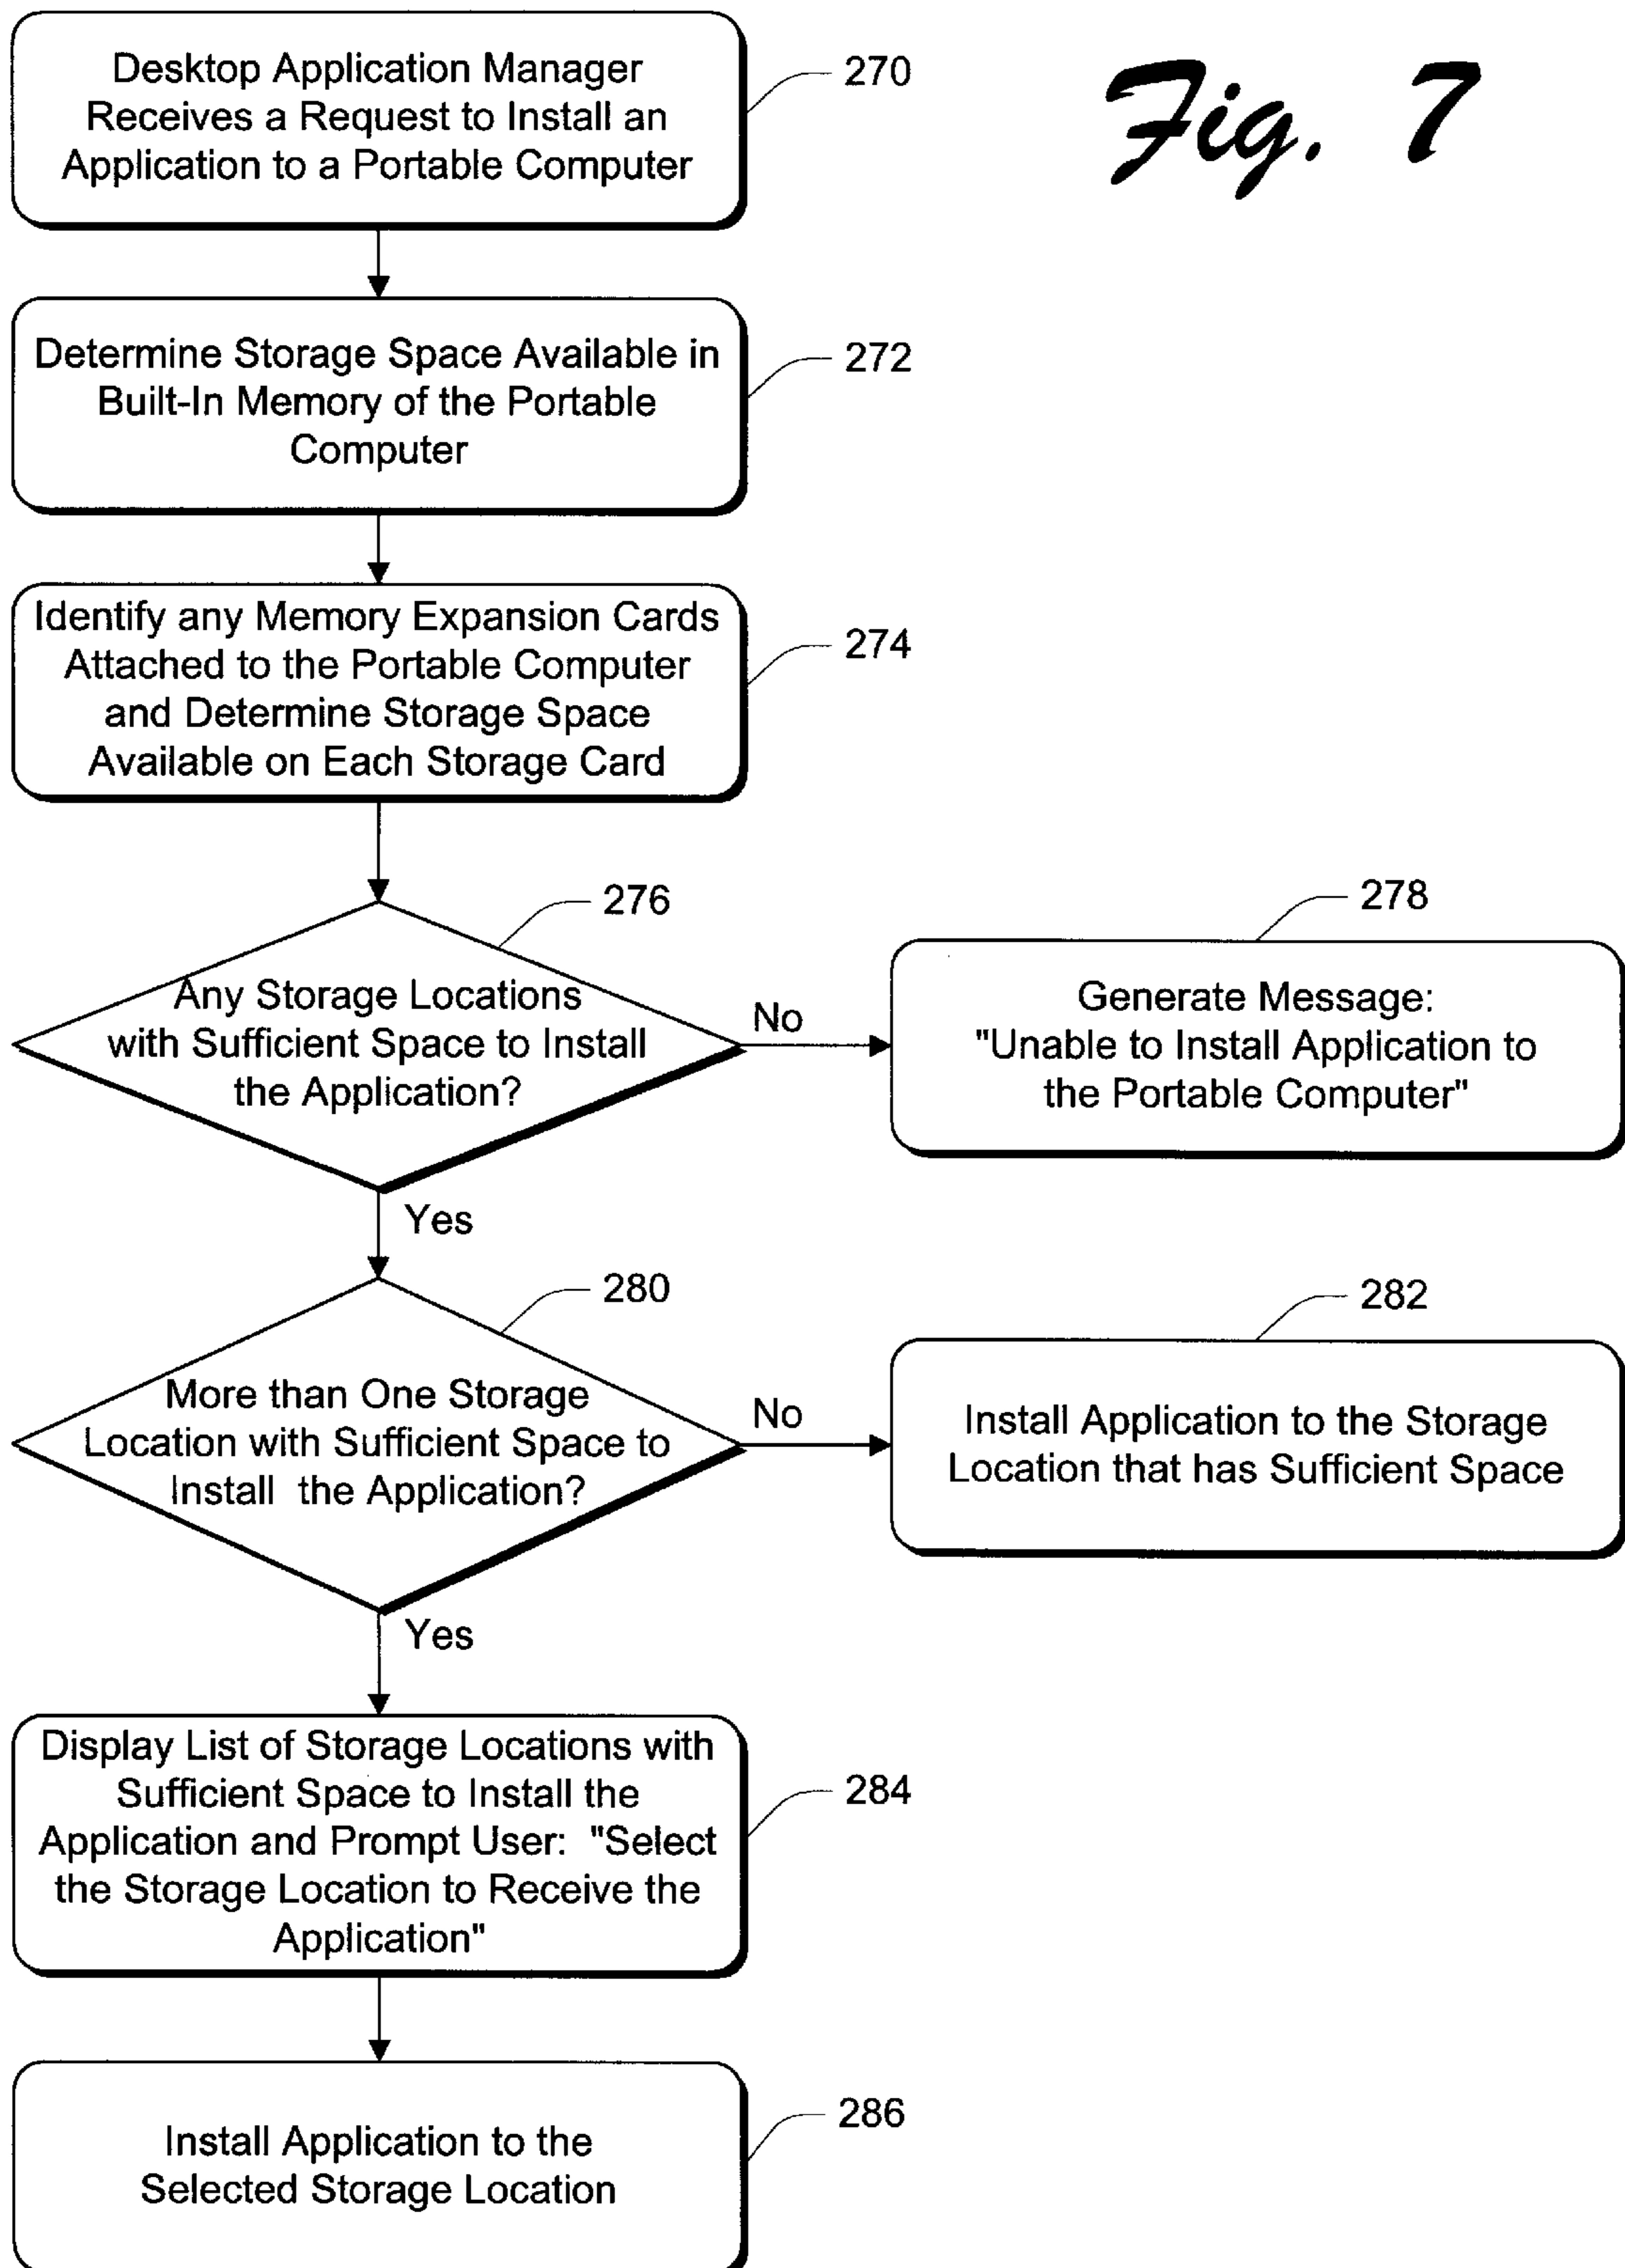 Fig. 7
Desktop Application Manager
Receives a Request to Install an
Application to a Portable Computer
270
Determine Storage Space Available in
Built-In Memory of the Portable
Computer
272
Identify any Memory Expansion Cards
Attached to the Portable Computer
and Determine Storage Space
Available on Each Storage Card
274
276
Any Storage Locations
with Sufficient Space to Install
the Application?
No
278
Generate Message:
"Unable to Install Application to
the Portable Computer"
Yes
280
More than One Storage
Location with Sufficient Space to
Install the Application?
No
282
Install Application to the Storage
Location that has Sufficient Space
Yes
Display List of Storage Locations with
Sufficient Space to Install the
Application and Prompt User: "Select
the Storage Location to Receive the
Application"
284
Install Application to the
Selected Storage Location
286